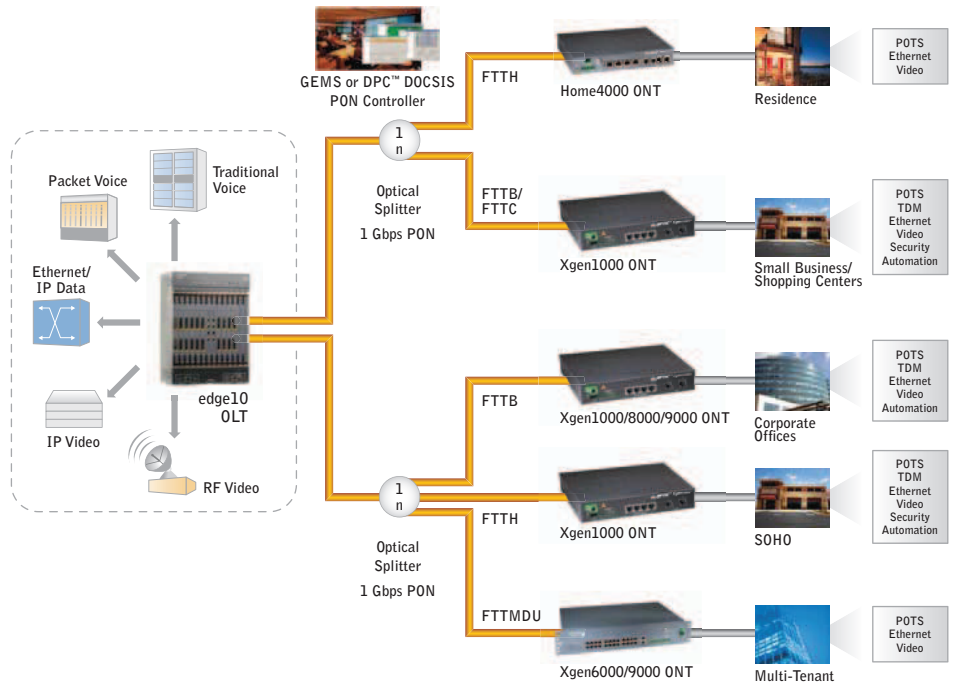 GEMS or DPC™ DOCSIS
PON Controller
FTTH
Home4000 ONT
Residence
POTS
Ethernet
Video
1
n
Optical
Splitter
1 Gbps PON
FTTB/
FTTC
Xgen1000 ONT
Small Business/
Shopping Centers
POTS
TDM
Ethernet
Video
Security
Automation
Packet Voice
Traditional
Voice
Ethernet/
IP Data
IP Video
RF Video
edge10
OLT
FTTB
Xgen1000/8000/9000 ONT
Corporate
Offices
POTS
TDM
Ethernet
Video
Automation
1
n
Optical
Splitter
1 Gbps PON
FTTH
Xgen1000 ONT
SOHO
POTS
TDM
Ethernet
Video
Security
Automation
FTTMDU
Xgen6000/9000 ONT
Multi-Tenant
POTS
Ethernet
Video